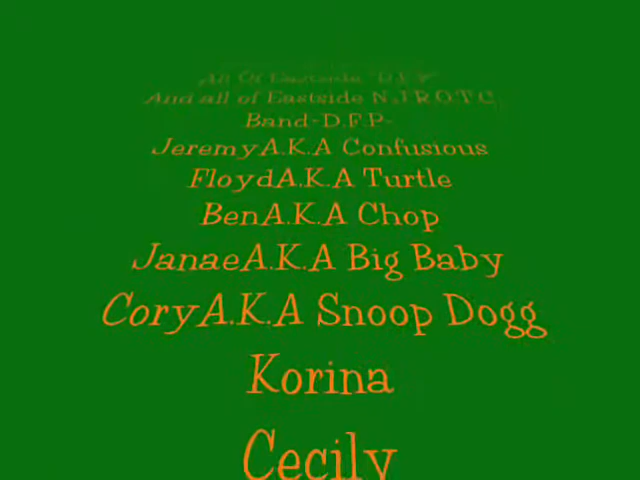 All Of Eastside "D.F.P"
And all of Eastside N.J.R.O.T.C
Band-D.F.P-
JeremyA.K.A Confusious
FloydA.K.A Turtle
BenA.K.A Chop
JanaeA.K.A Big Baby
CoryA.K.A Snoop Dogg
Korina
Cecily